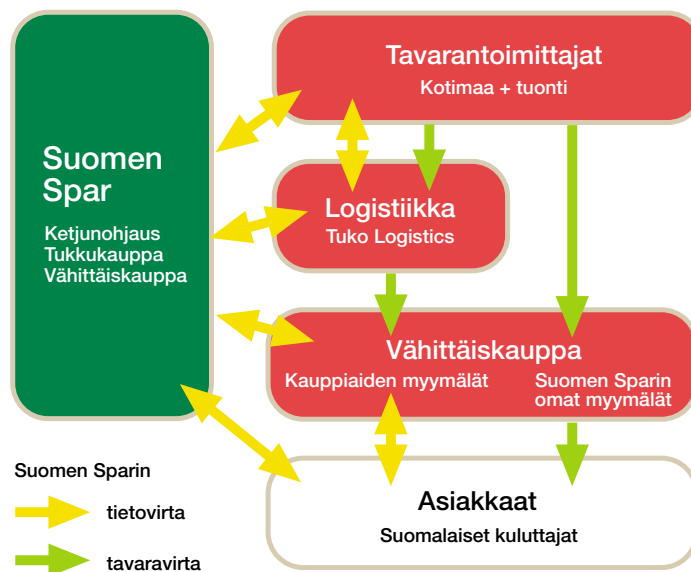 Suomen
Spar
Ketjunohjaus
Tukkukauppa
Vähittäiskauppa
Tavarantoimittajat
Kotimaa + tuonti
Logistiikka
Tuko Logistics
Vähittäiskauppa
Kauppiaiden myymälät
Suomen Sparin
omat myymälät
Asiakkaat
Suomalaiset kuluttajat
Suomen Sparin
tietovirta
tavaravirta